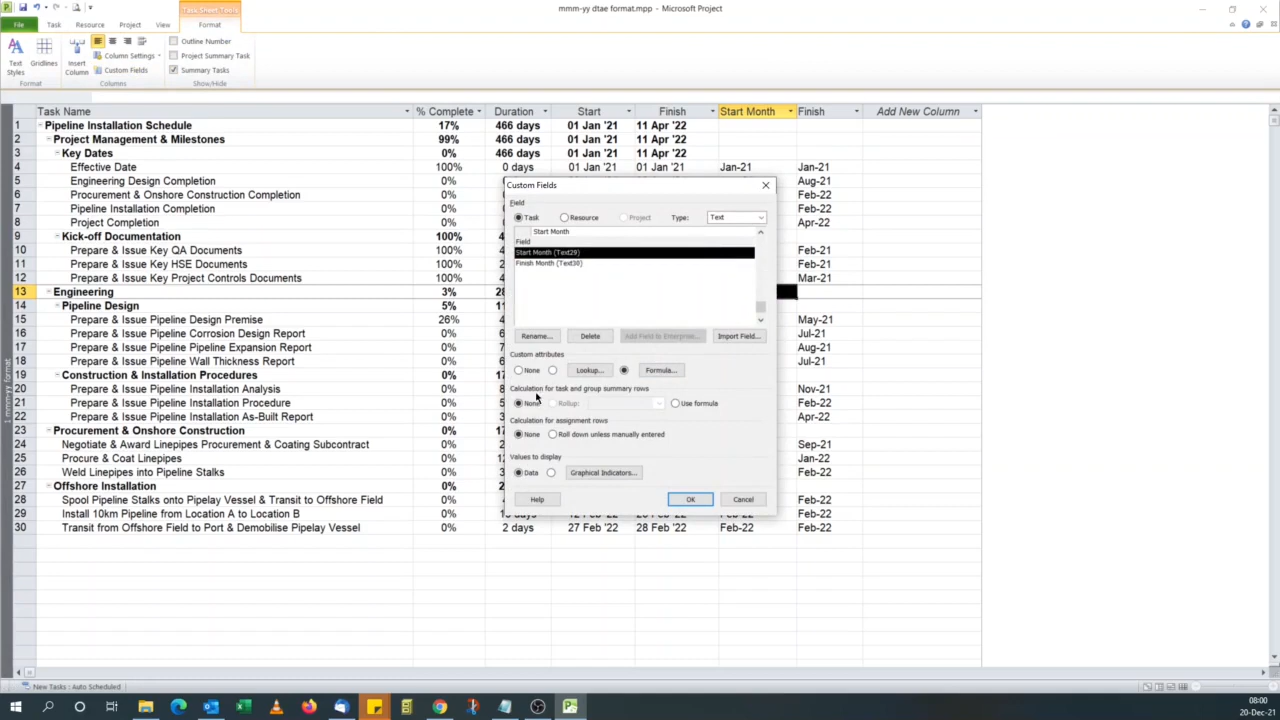 mmm-yy dtae format.mpp - Microsoft Project
Task Sheet Tools
File Task Resource Project View Format
Text Styles
Gridlines
Format
Insert Column
Column Settings
Custom Fields
Columns
Outline Number
Project Summary Task
Summary Tasks
Show/Hide
Task Name % Complete Duration Start Finish Start Month Finish Add New Column
1 Pipeline Installation Schedule 17% 466 days 01 Jan '21 11 Apr '22
2 Project Management & Milestones 99% 466 days 01 Jan '21 11 Apr '22
3 Key Dates 0% 466 days 01 Jan '21 11 Apr '22
4 Effective Date 100% 0 days 01 Jan '21 01 Jan '21 Jan-21 Jan-21
5 Engineering Design Completion 0% Aug-21
6 Procurement & Onshore Construction Completion 0% Feb-22
7 Pipeline Installation Completion 0% Feb-22
8 Project Completion 0% Apr-22
9 Kick-off Documentation 100%
10 Prepare & Issue Key QA Documents 100% Feb-21
11 Prepare & Issue Key HSE Documents 100% Feb-21
12 Prepare & Issue Key Project Controls Documents 100% Mar-21
13 Engineering 3% 28
14 Pipeline Design 5%
15 Prepare & Issue Pipeline Design Premise 26% May-21
16 Prepare & Issue Pipeline Corrosion Design Report 0% Jul-21
17 Prepare & Issue Pipeline Pipeline Expansion Report 0% Aug-21
18 Prepare & Issue Pipeline Wall Thickness Report 0% Jul-21
19 Construction & Installation Procedures 0%
20 Prepare & Issue Pipeline Installation Analysis 0% Nov-21
21 Prepare & Issue Pipeline Installation Procedure 0% Aug-21
22 Prepare & Issue Pipeline Installation As-Built Report 0% Apr-22
23 Procurement & Onshore Construction 0%
24 Negotiate & Award Linepipes Procurement & Coating Subcontract 0% Sep-21
25 Procure & Coat Linepipes 0% Jan-22
26 Weld Linepipes into Pipeline Stalks 0% Feb-22
27 Offshore Installation 0%
28 Spool Pipeline Stalks onto Pipelay Vessel & Transit to Offshore Field 0% Feb-22
29 Install 10km Pipeline from Location A to Location B 0% Feb-22
30 Transit from Offshore Field to Port & Demobilise Pipelay Vessel 0% 2 days 27 Feb '22 28 Feb '22 Feb-22 Feb-22
Custom Fields
Field
Task Resource Project Type: Text
Start Month
Field
Start Month (Text29)
Finish Month (Text30)
Rename... Delete Add Field to Enterprise... Import Field...
Custom attributes
None Lookup... Formula...
Calculation for task and group summary rows
None Rollup: Use formula
Calculation for assignment rows
None Roll down unless manually entered
Values to display
Data Graphical Indicators...
Help OK Cancel
1 mmm-yy format
New Tasks : Auto Scheduled
08:00
20-Dec-21